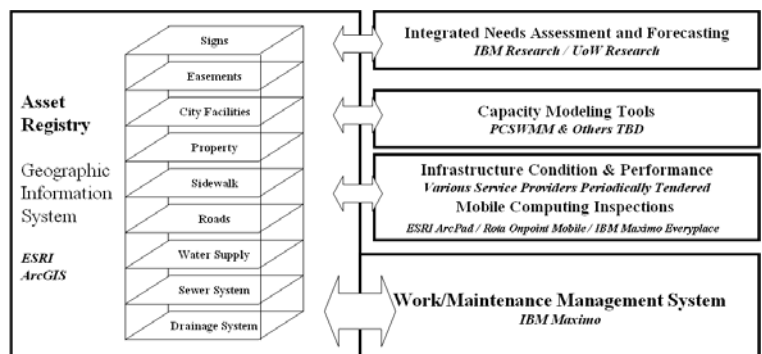 Asset
Registry
Geographic
Information
System
ESRI
ArcGIS
Signs
Easements
City Facilities
Property
Sidewalk
Roads
Water Supply
Sewer System
Drainage System
Integrated Needs Assessment and Forecasting
IBM Research / UoW Research
Capacity Modeling Tools
PCSWMM & Others TBD
Infrastructure Condition & Performance
Various Service Providers Periodically Tendered
Mobile Computing Inspections
ESRI ArcPad / Rota Onpoint Mobile / IBM Maximo Everyplace
Work/Maintenance Management System
IBM Maximo